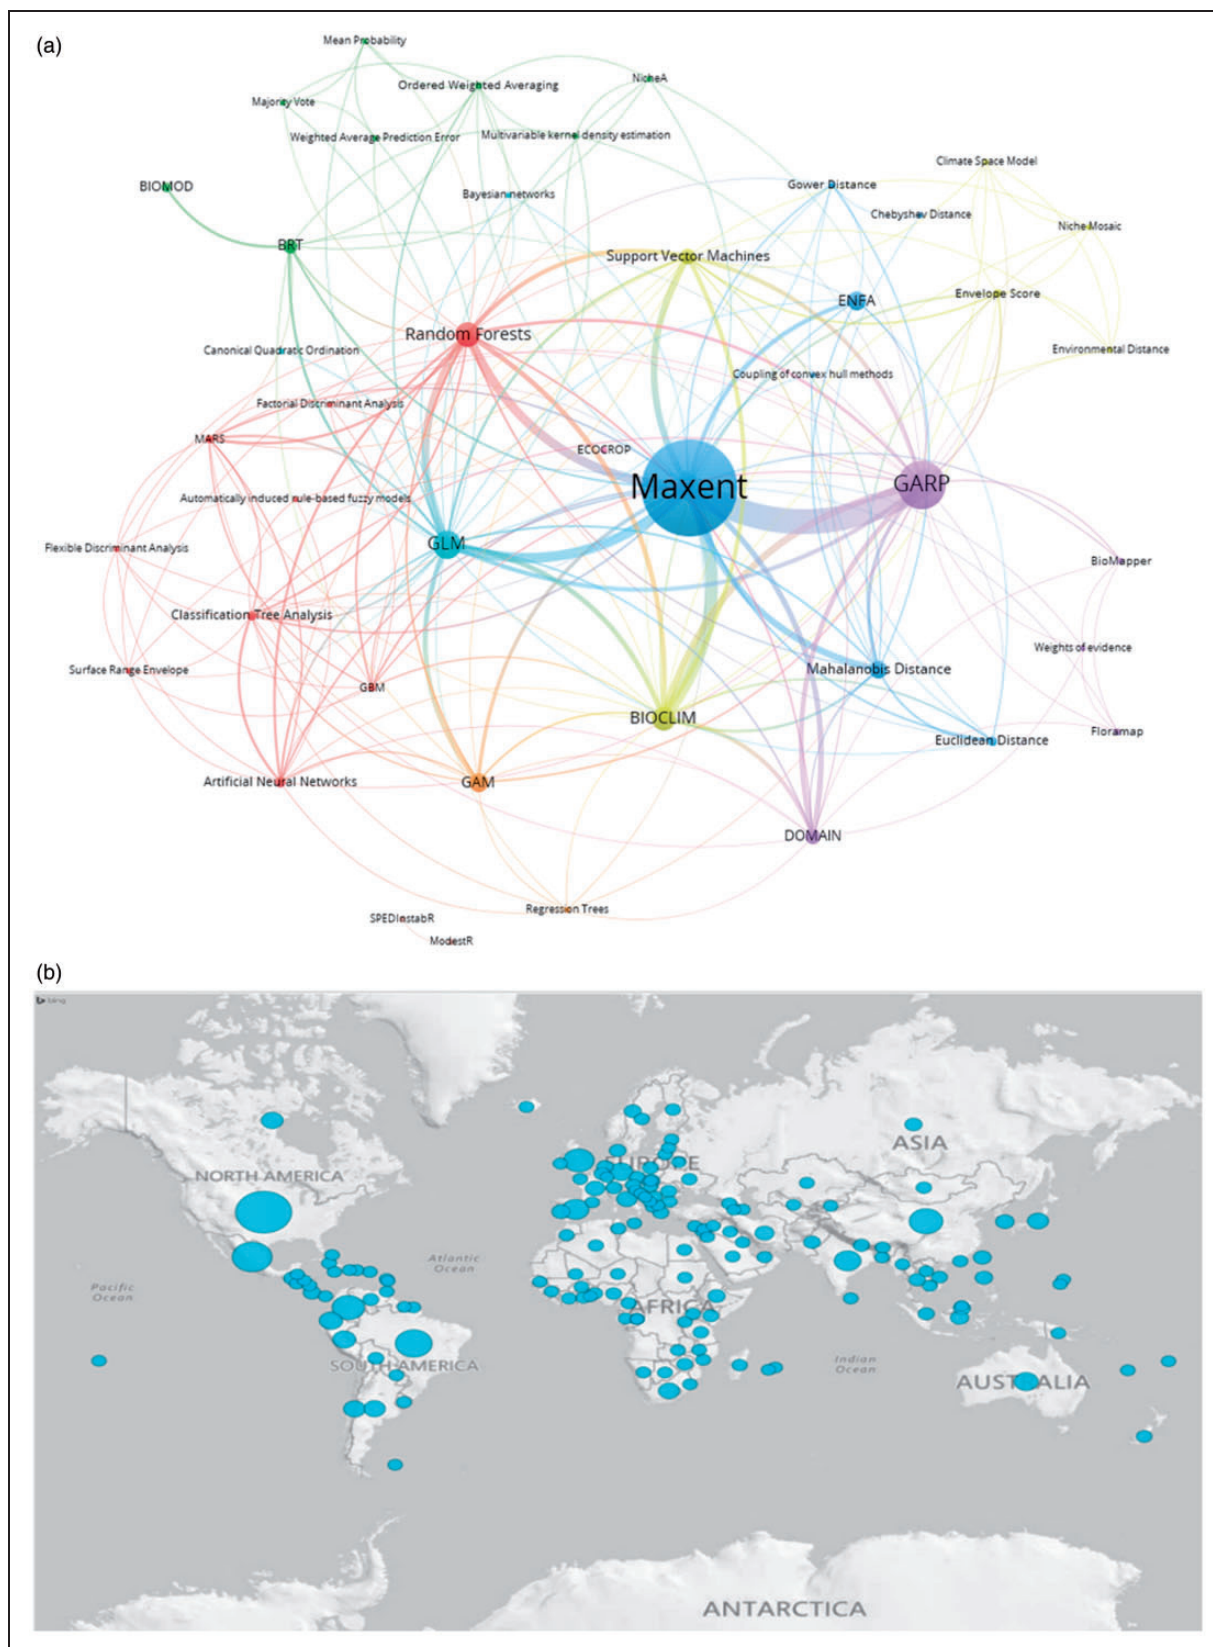 (a)
Mean Probability
NicheA
Ordered Weighted Averaging
Majority Vote
Weighted Average Prediction Error
Multivariable kernel density estimation
Climate Space Model
BIOMOD
Bayesian networks
Gower Distance
Chebyshev Distance
Niche Mosaic
BRT
Support Vector Machines
ENFA
Envelope Score
Random Forests
Canonical Quadratic Ordination
Environmental Distance
Coupling of convex hull methods
Factorial Discriminant Analysis
MARS
ECOCROP
Maxent
GARP
Automatically induced rule-based fuzzy models
Flexible Discriminant Analysis
GLM
BioMapper
Classification Tree Analysis
Weights of evidence
Surface Range Envelope
Mahalanobis Distance
GBM
BIOCLIM
Floramap
Euclidean Distance
Artificial Neural Networks
GAM
DOMAIN
Regression Trees
SPEDInstabR
ModestR
(b)
bing
ASIA
EUROPE
NORTH AMERICA
Atlantic
Ocean
Pacific
Ocean
AFRICA
SOUTH AMERICA
Indian
Ocean
AUSTRALIA
ANTARCTICA